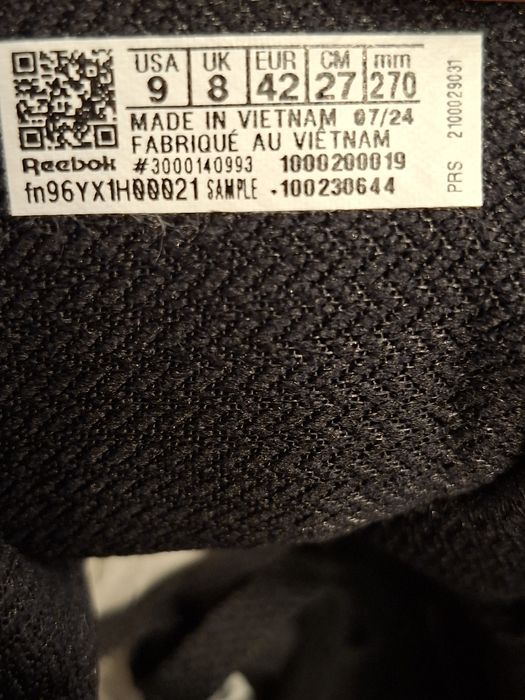 USA UK EUR CM mm
9 8 42 27 270
MADE IN VIETNAM 07/24
FABRIQUÉ AU VIÊTNAM
Reebok #3000140993 1000200019
fn96YX1H00021 SAMPLE -100230644
PRS 2100029031